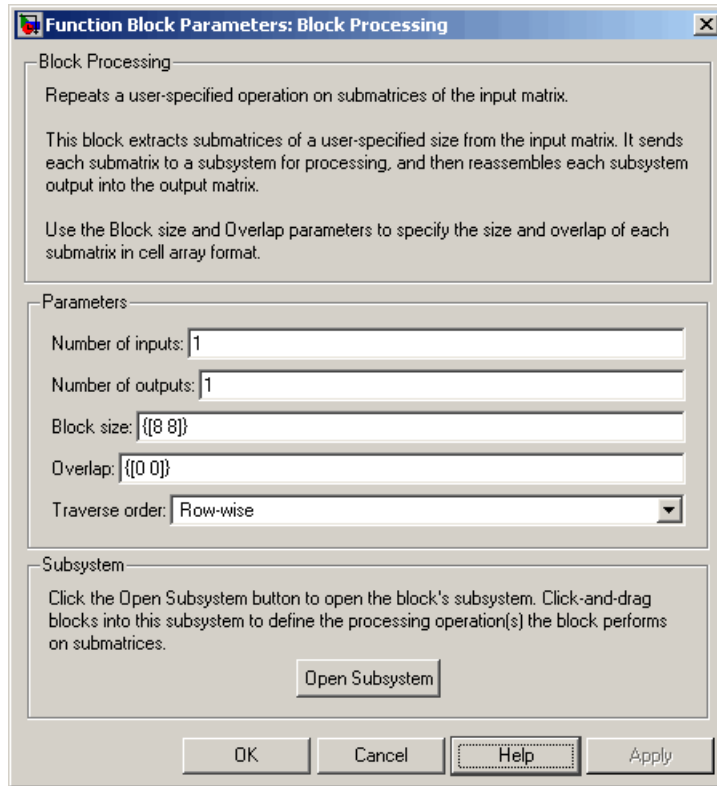 Function Block Parameters: Block Processing
Block Processing
Repeats a user-specified operation on submatrices of the input matrix.
This block extracts submatrices of a user-specified size from the input matrix. It sends
each submatrix to a subsystem for processing, and then reassembles each subsystem
output into the output matrix.
Use the Block size and Overlap parameters to specify the size and overlap of each
submatrix in cell array format.
Parameters
Number of inputs: 1
Number of outputs: 1
Block size: {[8 8]}
Overlap: {[0 0]}
Traverse order: Row-wise
Subsystem
Click the Open Subsystem button to open the block's subsystem. Click-and-drag
blocks into this subsystem to define the processing operation(s) the block performs
on submatrices.
Open Subsystem
OK Cancel Help Apply